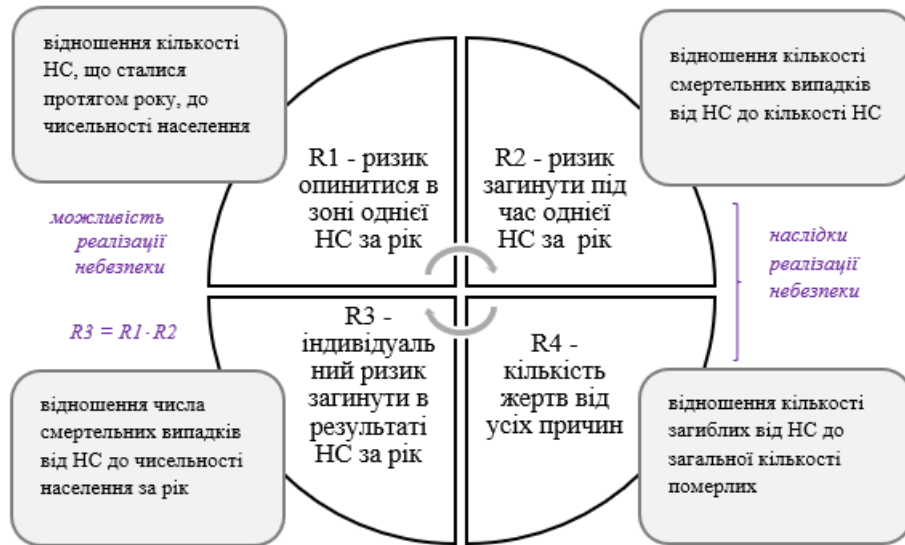 відношення кількості
НС, що сталися
протягом року, до
чисельності населення
відношення кількості
смертельних випадків
від НС до кількості НС
R1 - ризик
опинитися в
зоні однієї
НС за рік
R2 - ризик
загинути під
час однієї
НС за рік
можливість
реалізації
небезпеки
наслідки
реалізації
небезпеки
R3 = R1 · R2
R3 -
індивідуаль
ний ризик
загинути в
результаті
НС за рік
R4 -
кількість
жертв від
усіх причин
відношення числа
смертельних випадків
від НС до чисельності
населення за рік
відношення кількості
загиблих від НС до
загальної кількості
померлих